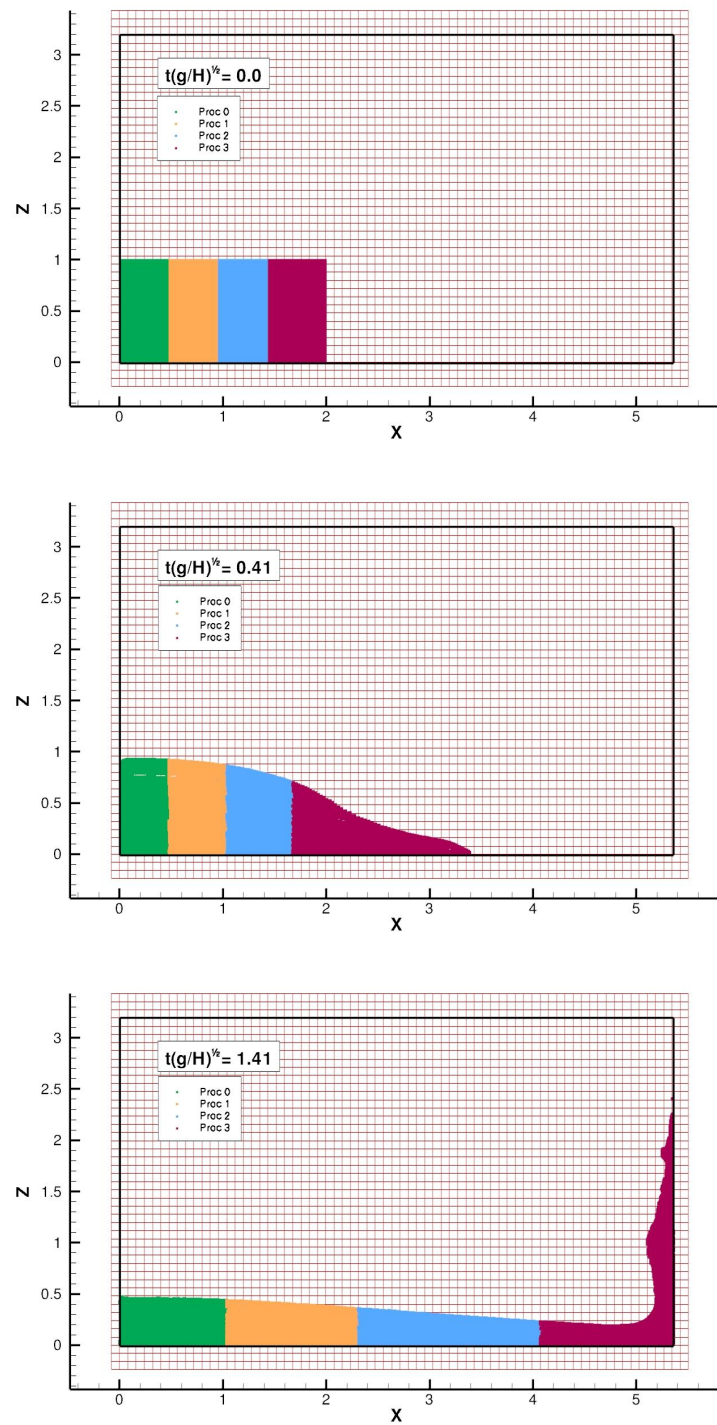 t(g/H)½= 0.0
Proc 0
Proc 1
Proc 2
Proc 3
3
2.5
2
1.5
1
0.5
0
Z
0 1 2 3 4 5
X
t(g/H)½= 0.41
Proc 0
Proc 1
Proc 2
Proc 3
3
2.5
2
1.5
1
0.5
0
Z
0 1 2 3 4 5
X
t(g/H)½= 1.41
Proc 0
Proc 1
Proc 2
Proc 3
3
2.5
2
1.5
1
0.5
0
Z
0 1 2 3 4 5
X